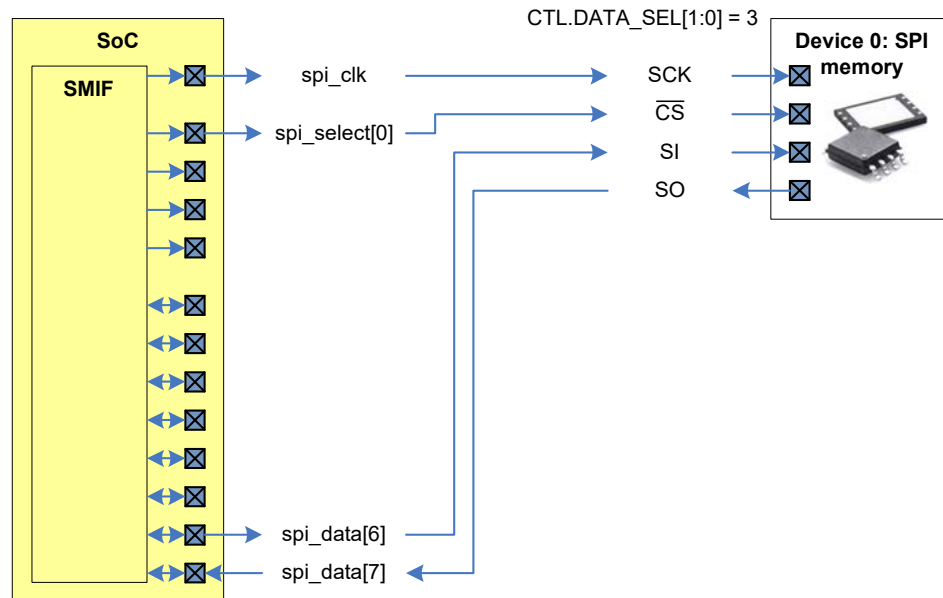 CTL.DATA_SEL[1:0] = 3
SoC
SMIF
Device 0: SPI
memory
spi_clk
SCK
spi_select[0]
CS
SI
SO
spi_data[6]
spi_data[7]